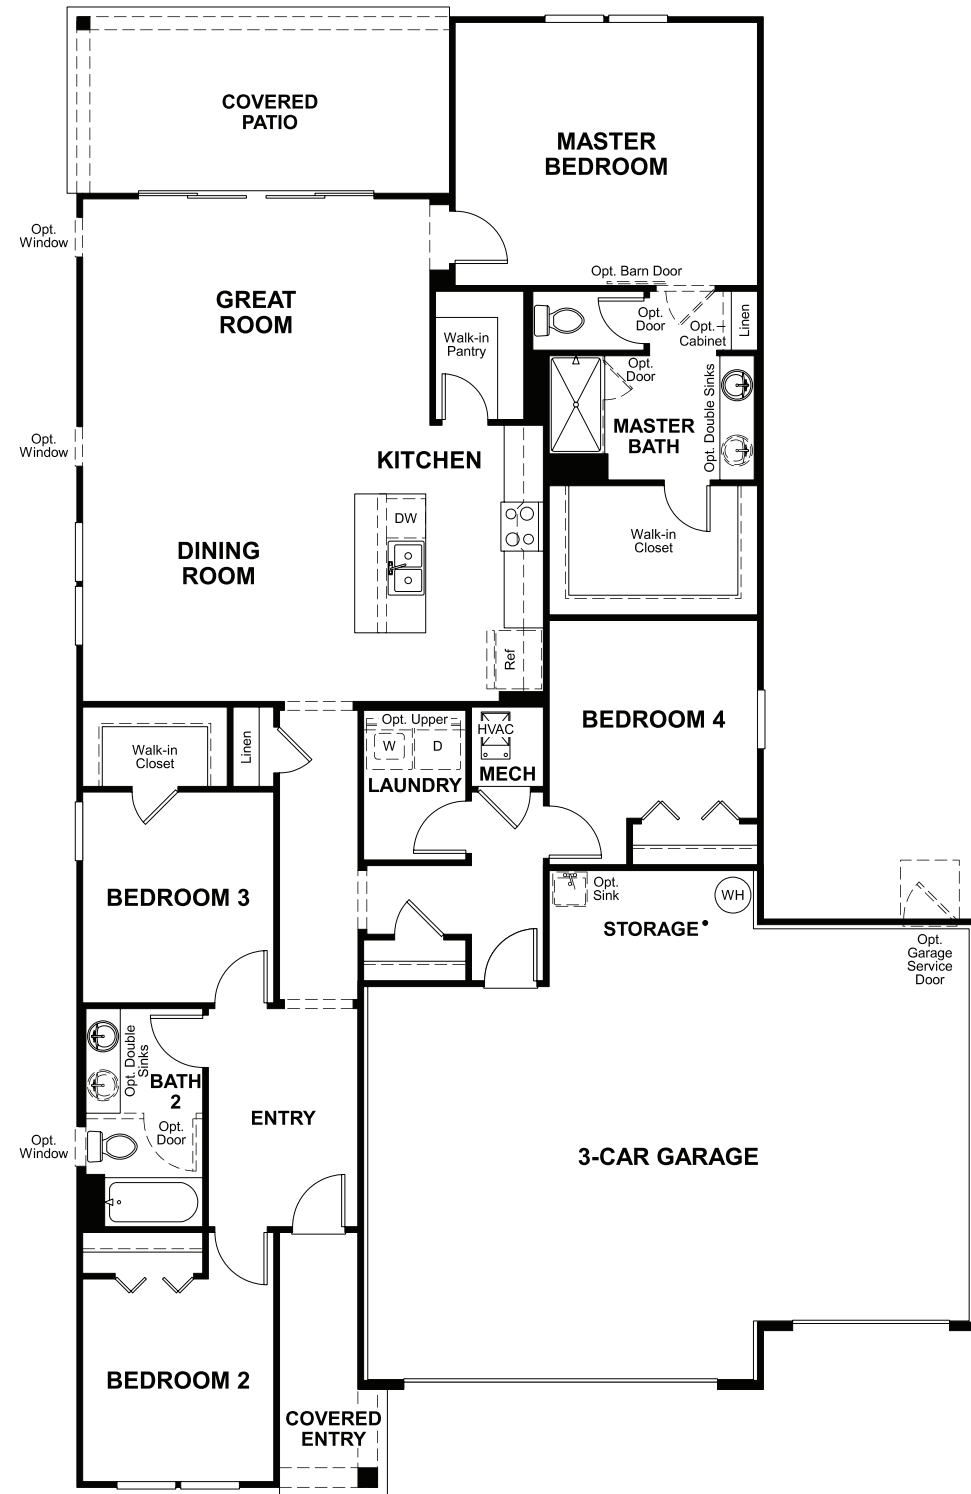 COVERED
PATIO
MASTER
BEDROOM
Opt.
Window
Opt. Barn Door
GREAT
ROOM
Walk-in
Pantry
Opt.
Door
Opt.
Cabinet
Linen
Opt.
Door
Opt. Double Sinks
MASTER
BATH
Opt.
Window
KITCHEN
DW
DINING
ROOM
Walk-in
Closet
Ref
BEDROOM 4
Walk-in
Closet
Linen
Opt. Upper
W
D
LAUNDRY
HVAC
MECH
BEDROOM 3
Opt.
Sink
WH
STORAGE
Opt.
Garage
Service
Door
Opt. Double
Sinks
BATH
2
Opt.
Door
Opt.
Window
ENTRY
3-CAR GARAGE
BEDROOM 2
COVERED
ENTRY